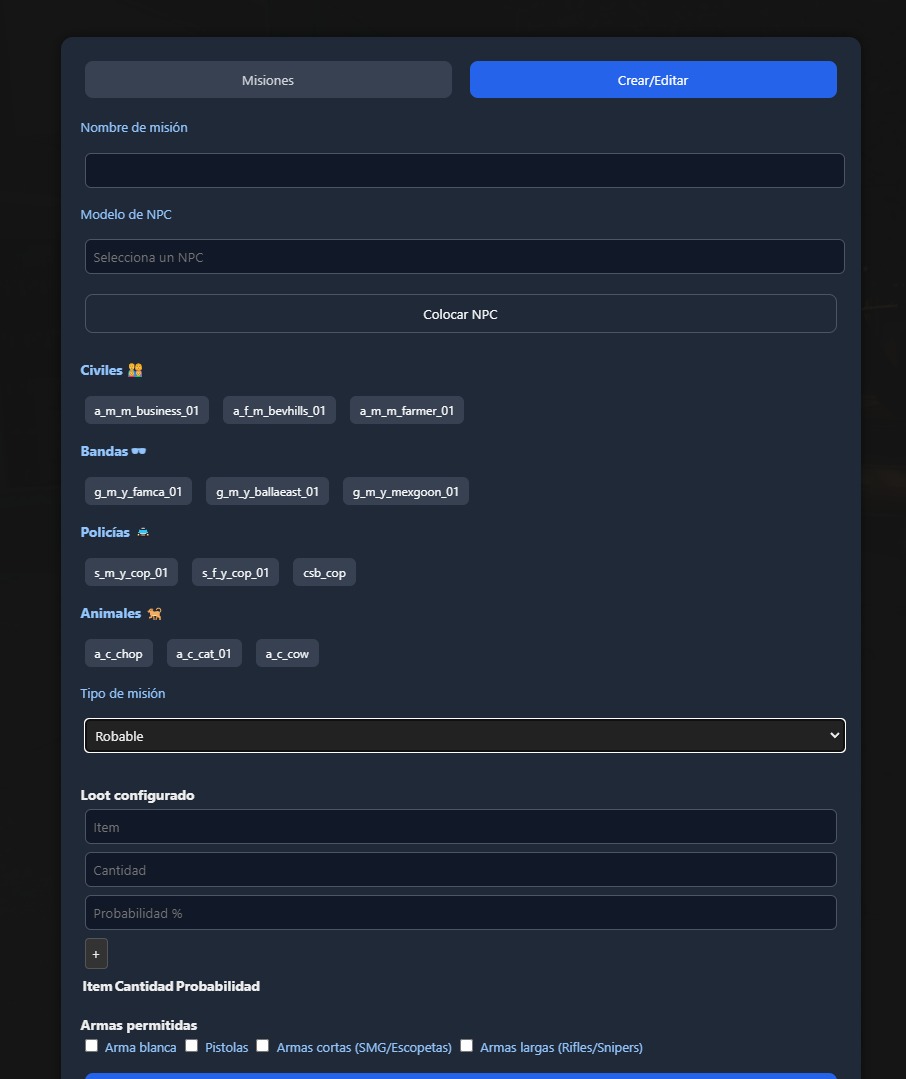 Misiones Crear/Editar
Nombre de misión
Modelo de NPC
Selecciona un NPC
Colocar NPC
Civiles 👫
a_m_m_business_01 a_f_m_bevhills_01 a_m_m_farmer_01
Bandas 🕶️
g_m_y_famca_01 g_m_y_ballaeast_01 g_m_y_mexgoon_01
Policías 🚔
s_m_y_cop_01 s_f_y_cop_01 csb_cop
Animales 🐕
a_c_chop a_c_cat_01 a_c_cow
Tipo de misión
Robable
Loot configurado
Item
Cantidad
Probabilidad %
+
Item Cantidad Probabilidad
Armas permitidas
Arma blanca Pistolas Armas cortas (SMG/Escopetas) Armas largas (Rifles/Snipers)